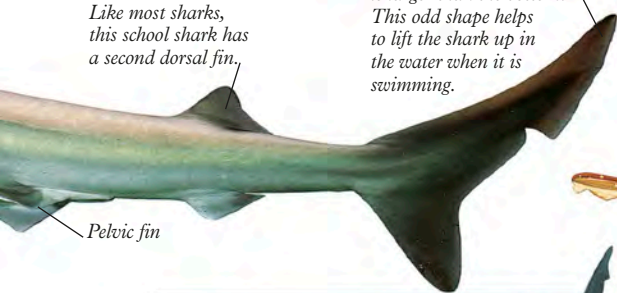 Like most sharks,
this school shark has
a second dorsal fin.
This odd shape helps
to lift the shark up in
the water when it is
swimming.
Pelvic fin